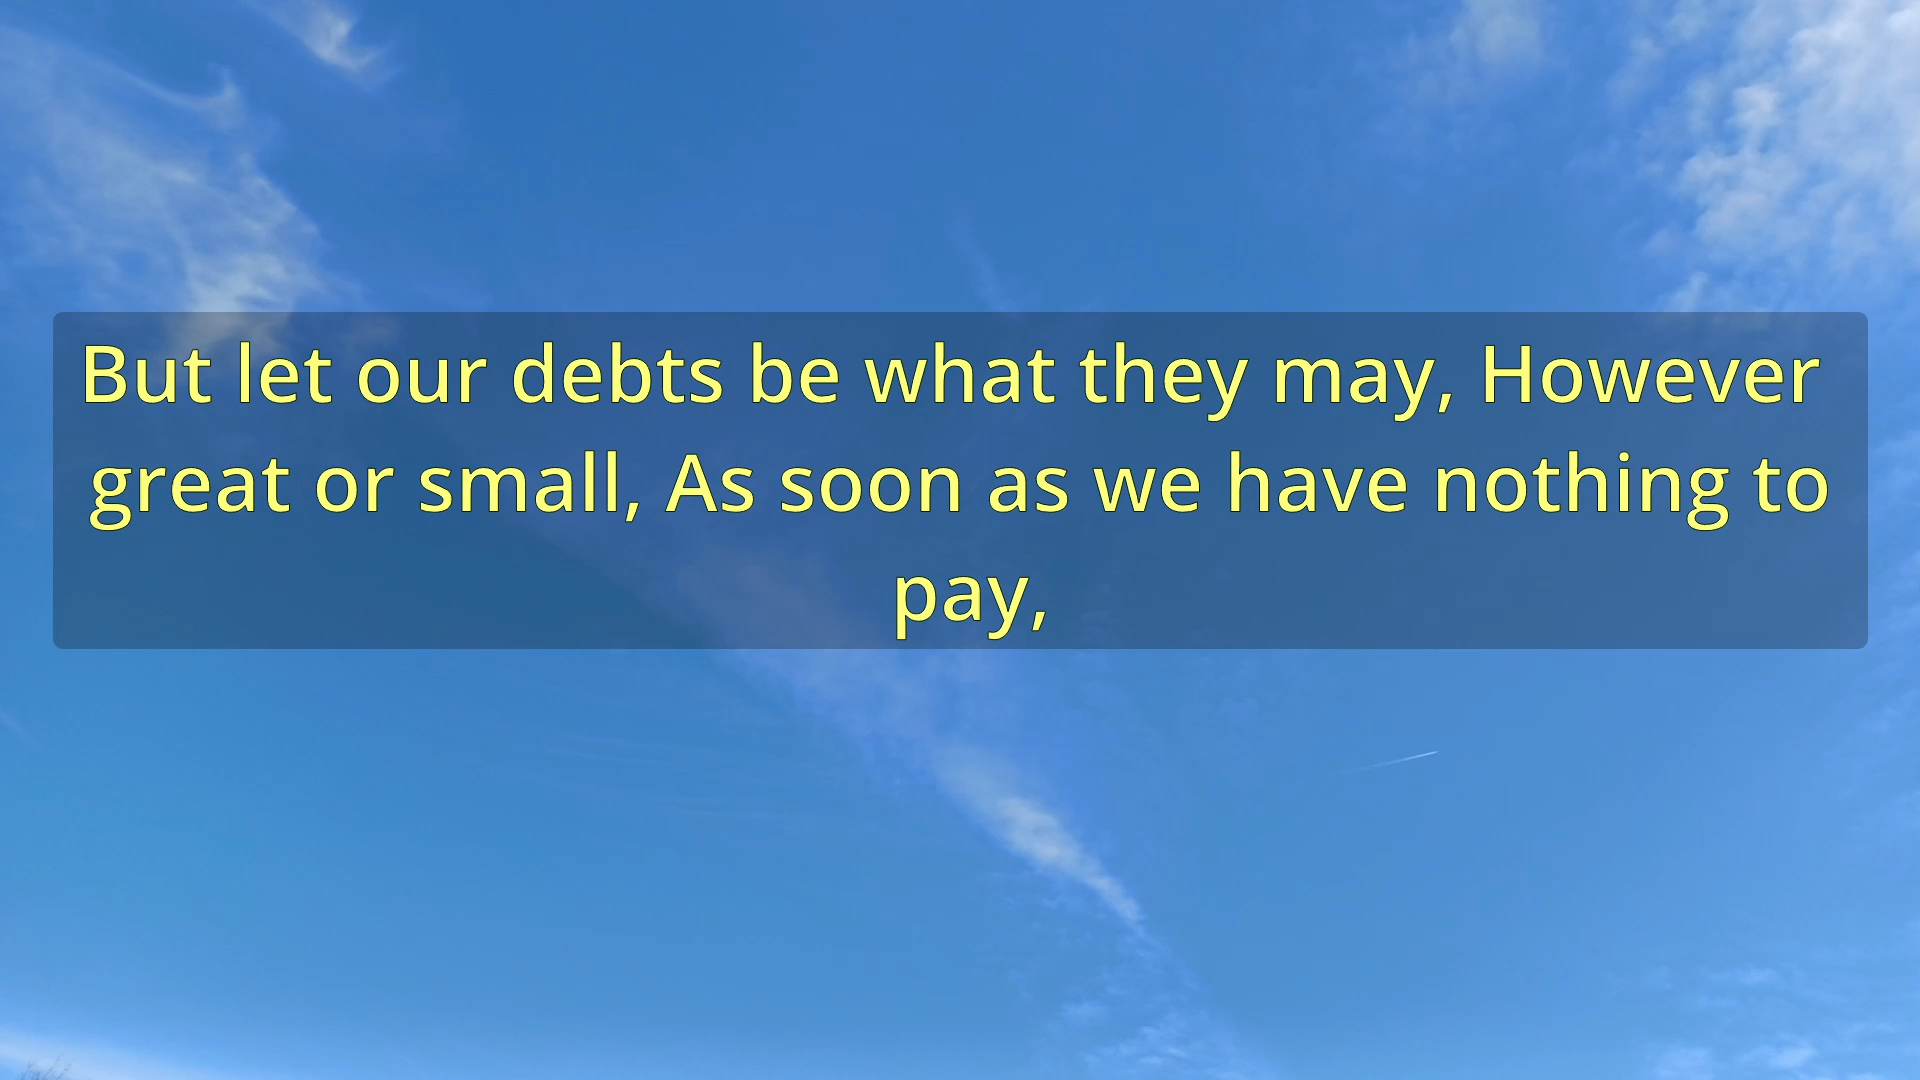 But let our debts be what they may, However
great or small, As soon as we have nothing to
pay,